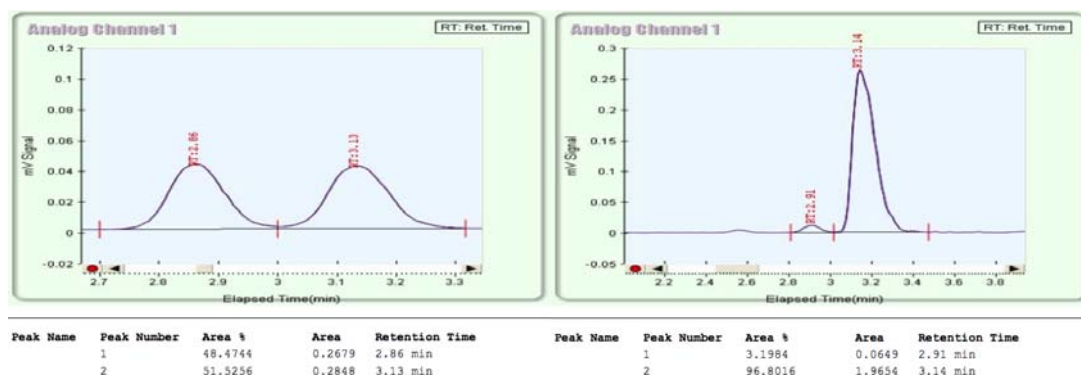 Analog Channel 1
RT: Ret. Time
0.12
0.1
0.08
0.06
0.04
0.02
0
-0.02
mV Signal
RT:2.86
RT:3.13
2.7 2.8 2.9 3 3.1 3.2 3.3
Elapsed Time(min)
Analog Channel 1
RT: Ret. Time
0.3
0.25
0.2
0.15
0.1
0.05
0
-0.05
mV Signal
RT:2.91
RT:3.14
2.2 2.4 2.6 2.8 3 3.2 3.4 3.6 3.8
Elapsed Time(min)
Peak Name Peak Number Area % Area Retention Time
1 48.4744 0.2679 2.86 min
2 51.5256 0.2848 3.13 min
Peak Name Peak Number Area % Area Retention Time
1 3.1984 0.0649 2.91 min
2 96.8016 1.9654 3.14 min